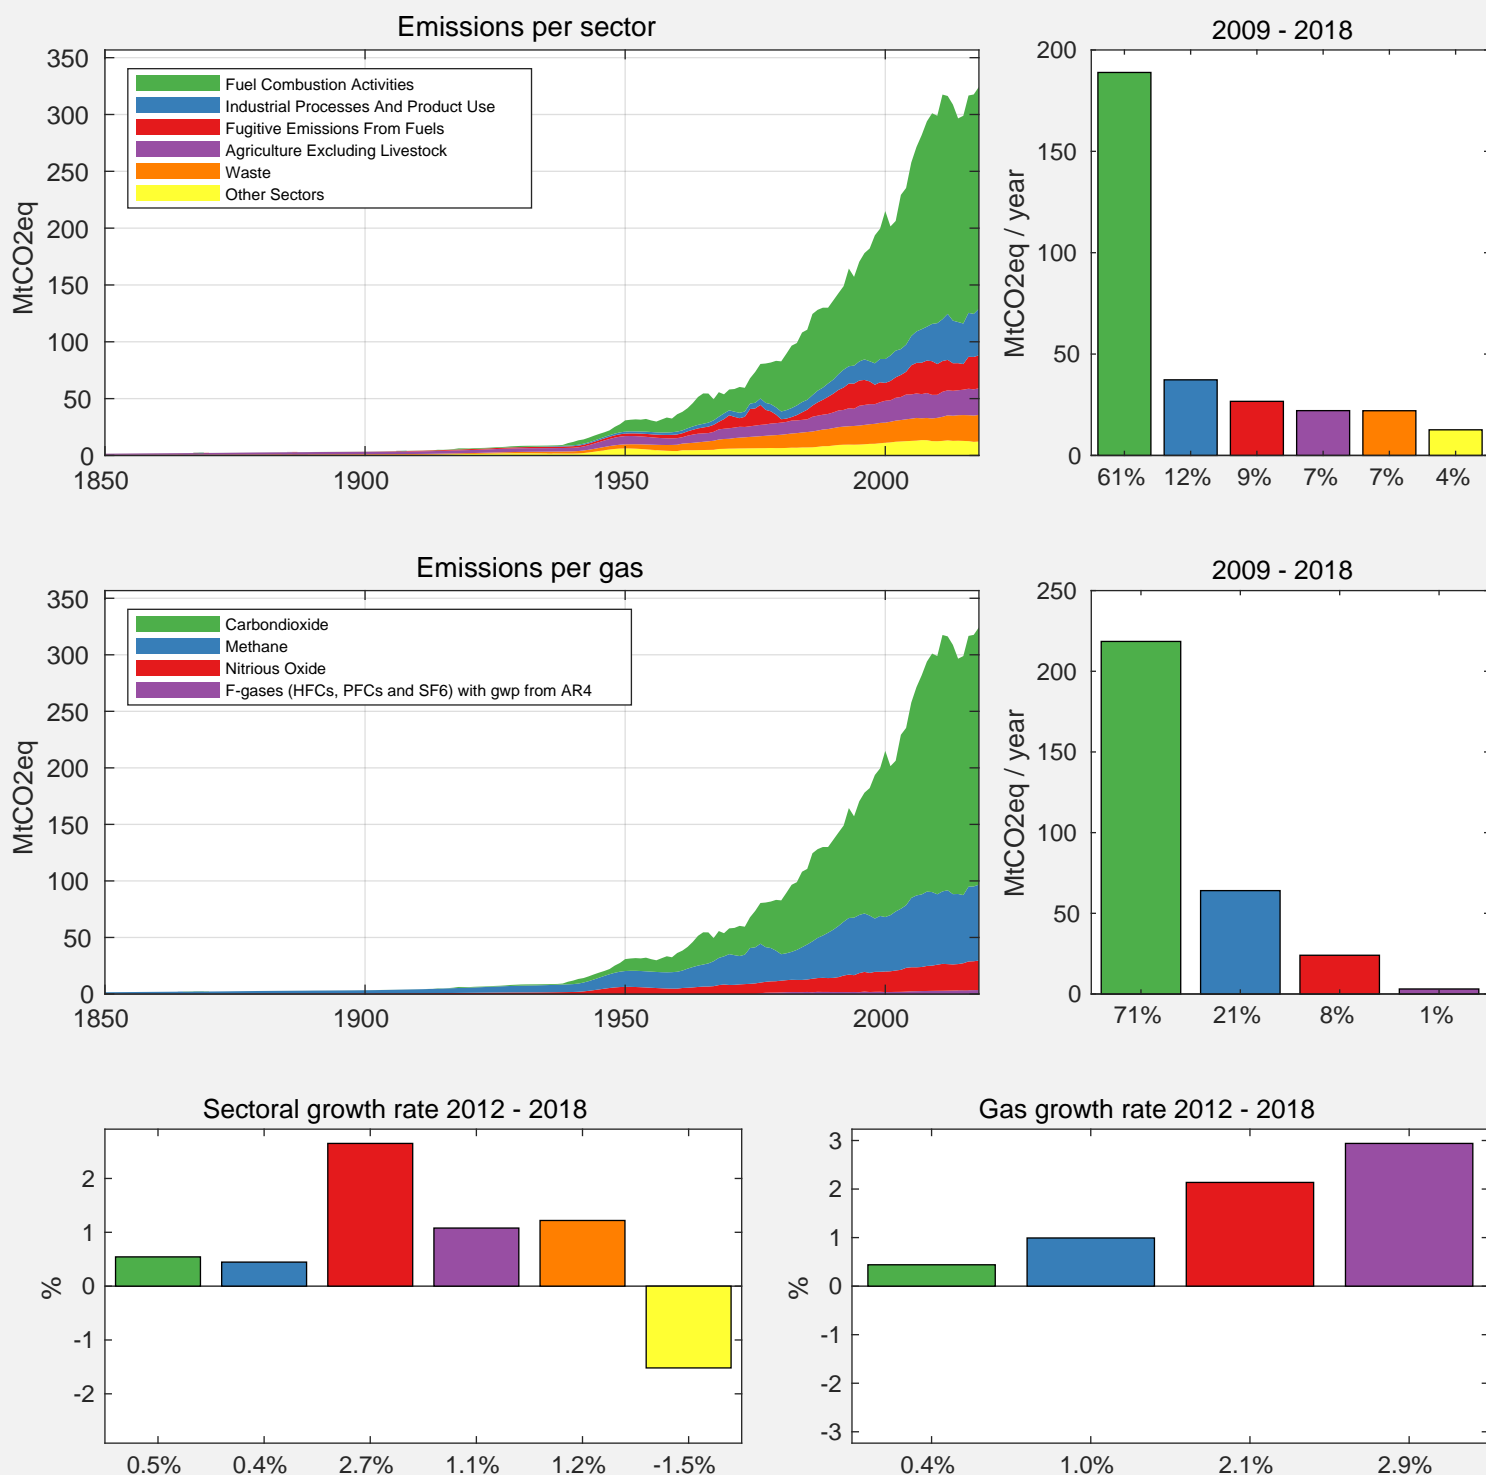 Emissions per sector
350
300
250
200
150
100
50
0
MtCO2eq
Fuel Combustion Activities
Industrial Processes And Product Use
Fugitive Emissions From Fuels
Agriculture Excluding Livestock
Waste
Other Sectors
1850 1900 1950 2000
2009 - 2018
200
150
100
50
0
MtCO2eq / year
61% 12% 9% 7% 7% 4%
Emissions per gas
350
300
250
200
150
100
50
0
MtCO2eq
Carbondioxide
Methane
Nitrious Oxide
F-gases (HFCs, PFCs and SF6) with gwp from AR4
1850 1900 1950 2000
2009 - 2018
250
200
150
100
50
0
MtCO2eq / year
71% 21% 8% 1%
Sectoral growth rate 2012 - 2018
2
1
0
-1
-2
%
0.5% 0.4% 2.7% 1.1% 1.2% -1.5%
Gas growth rate 2012 - 2018
3
2
1
0
-1
-2
-3
%
0.4% 1.0% 2.1% 2.9%